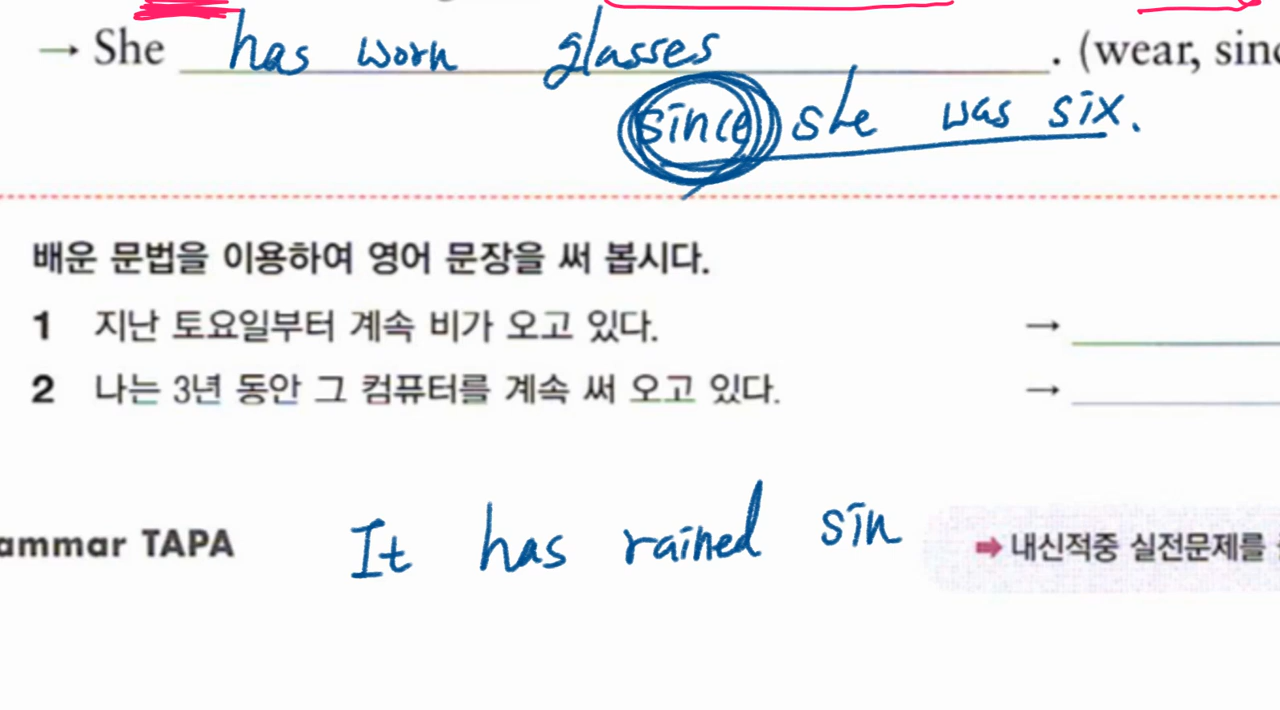 → She has worn glasses . (wear, sinc
since she was six.
배운 문법을 이용하여 영어 문장을 써 봅시다.
1 지난 토요일부터 계속 비가 오고 있다. →
2 나는 3년 동안 그 컴퓨터를 계속 써 오고 있다. →
ammar TAPA It has rained sin ➡ 내신적중 실전문제를